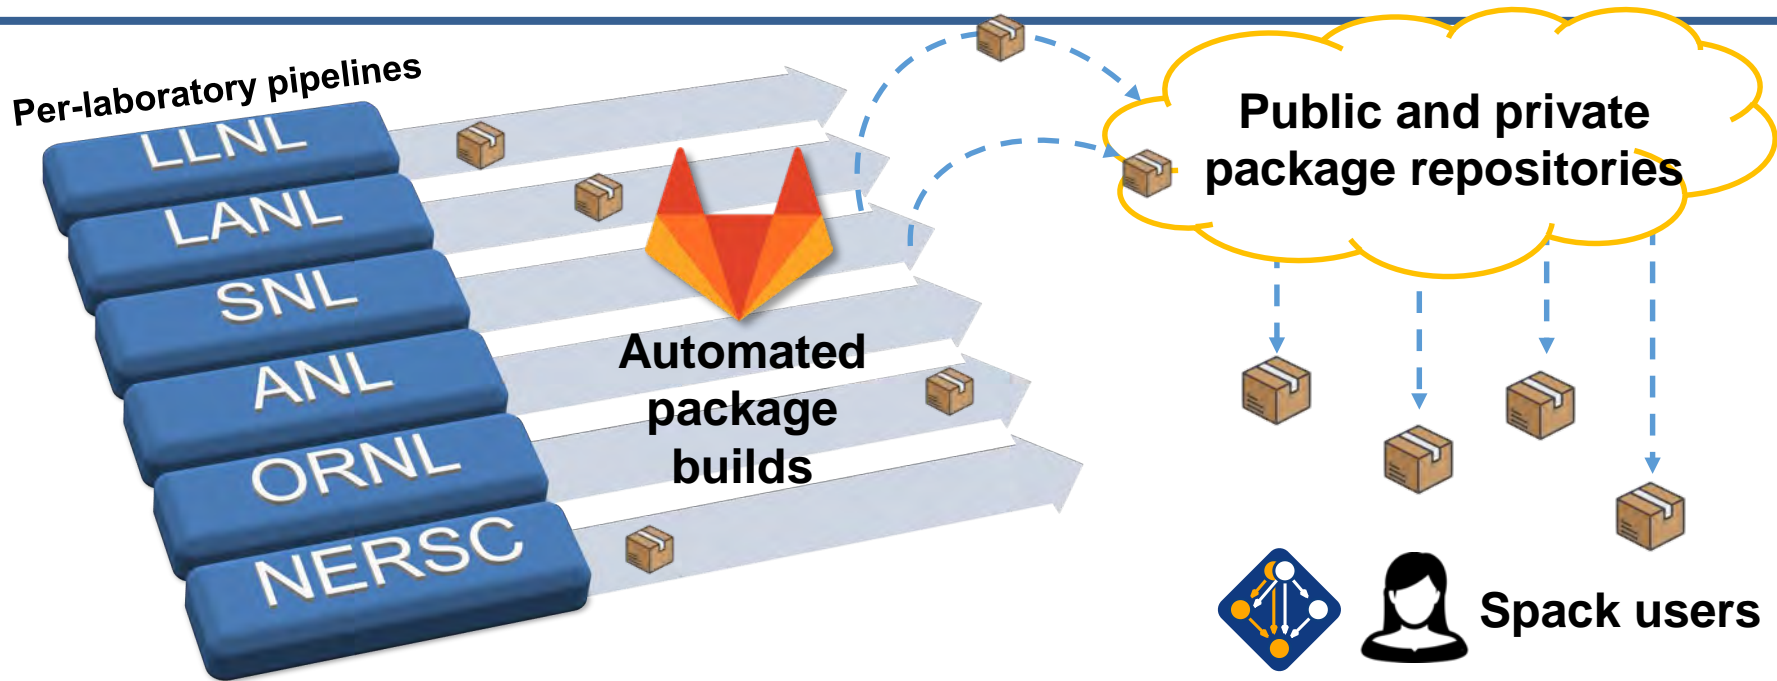 Per-laboratory pipelines
LLNL
LANL
SNL
ANL
ORNL
NERSC
Automated
package
builds
Public and private
package repositories
Spack users